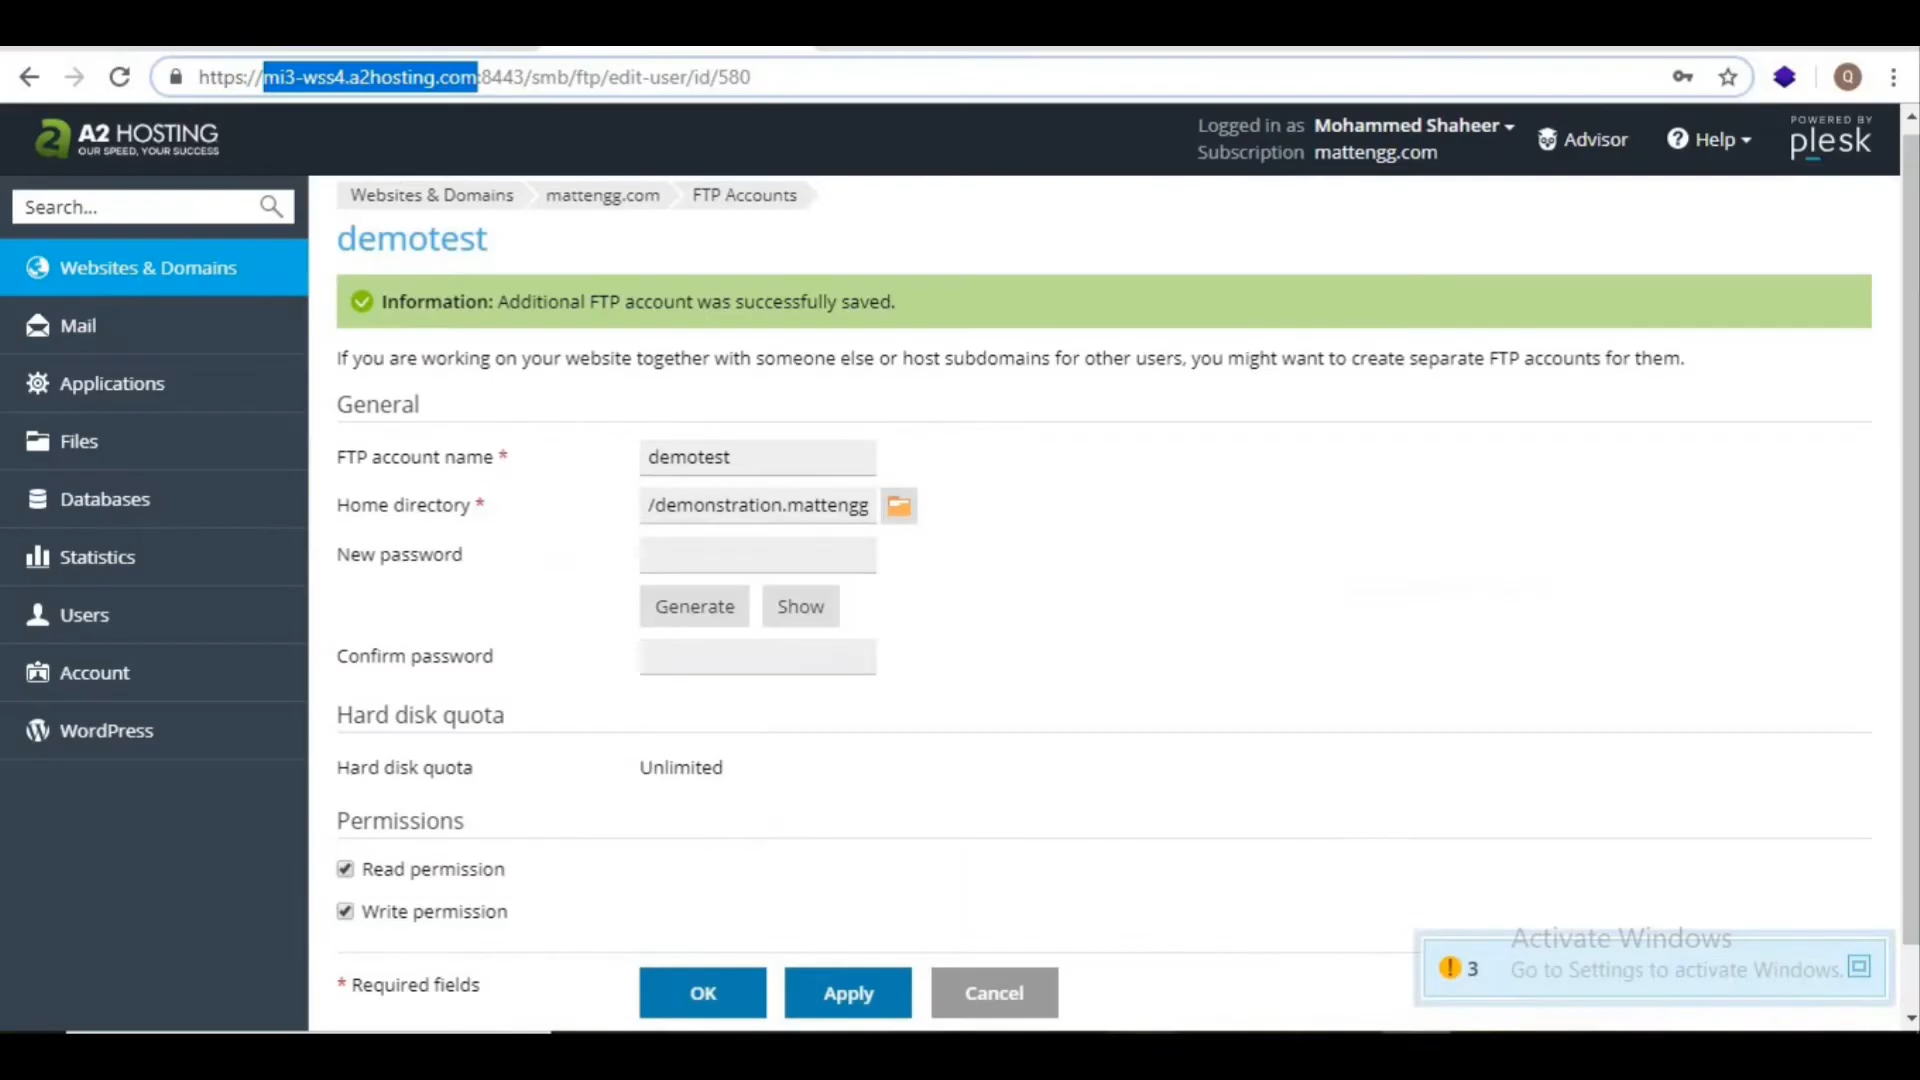 https://mi3-wss4.a2hosting.com:8443/smb/ftp/edit-user/id/580
Q
A2 HOSTING
OUR SPEED, YOUR SUCCESS
Logged in as Mohammed Shaheer
Subscription mattengg.com
Advisor
? Help
POWERED BY
plesk
Search...
Websites & Domains
Mail
Applications
Files
Databases
Statistics
Users
Account
WordPress
Websites & Domains mattengg.com FTP Accounts
demotest
Information: Additional FTP account was successfully saved.
If you are working on your website together with someone else or host subdomains for other users, you might want to create separate FTP accounts for them.
General
FTP account name * demotest
Home directory * /demonstration.mattengg
New password
Generate Show
Confirm password
Hard disk quota
Hard disk quota Unlimited
Permissions
Read permission
Write permission
* Required fields OK Apply Cancel
Activate Windows
! 3 Go to Settings to activate Windows.